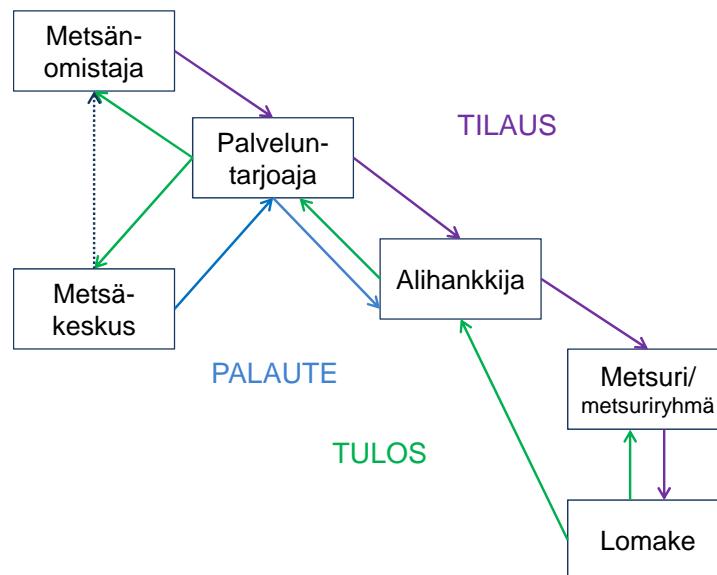 Metsän-
omistaja
TILAUS
Palvelun-
tarjoaja
Alihankkija
Metsä-
keskus
PALAUTE
Metsuri/
metsuriryhmä
TULOS
Lomake